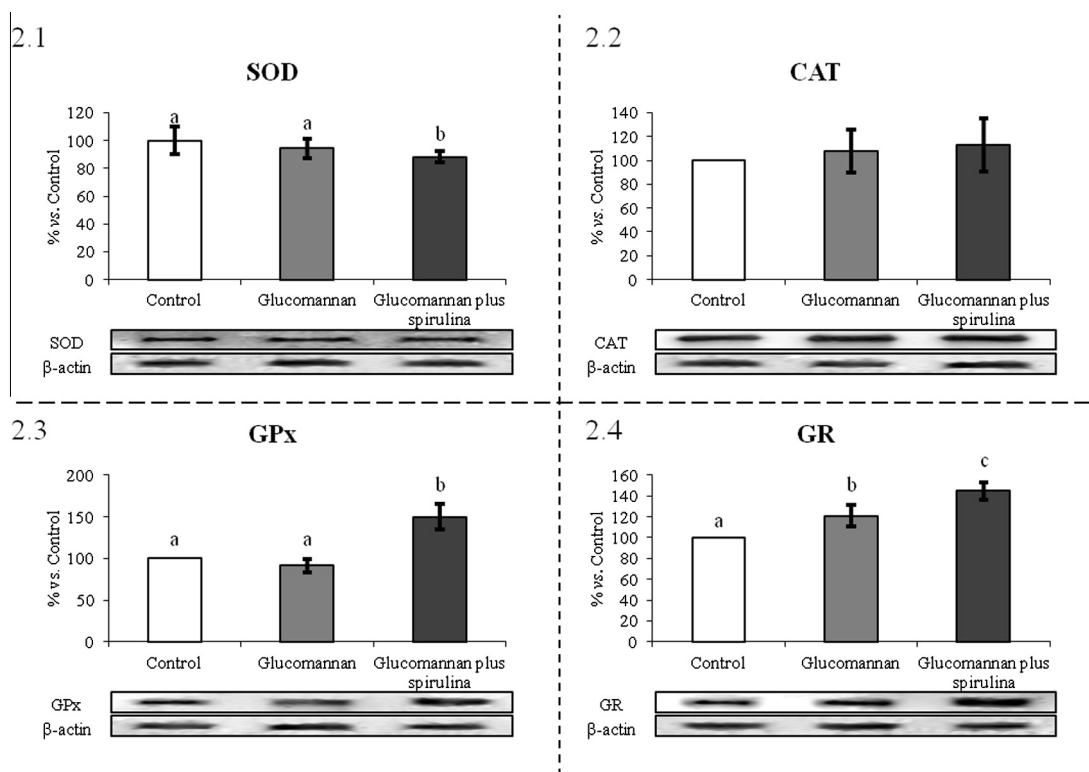 2.1
SOD
% vs. Control
120
100
80
60
40
20
0
a
a
b
Control
Glucomannan
Glucomannan plus
spirulina
SOD
β-actin
2.2
CAT
% vs. Control
140
120
100
80
60
40
20
0
Control
Glucomannan
Glucomannan plus
spirulina
CAT
β-actin
2.3
GPx
% vs. Control
200
150
100
50
0
a
a
b
Control
Glucomannan
Glucomannan plus
spirulina
GPx
β-actin
2.4
GR
% vs. Control
160
140
120
100
80
60
40
20
0
a
b
c
Control
Glucomannan
Glucomannan plus
spirulina
GR
β-actin